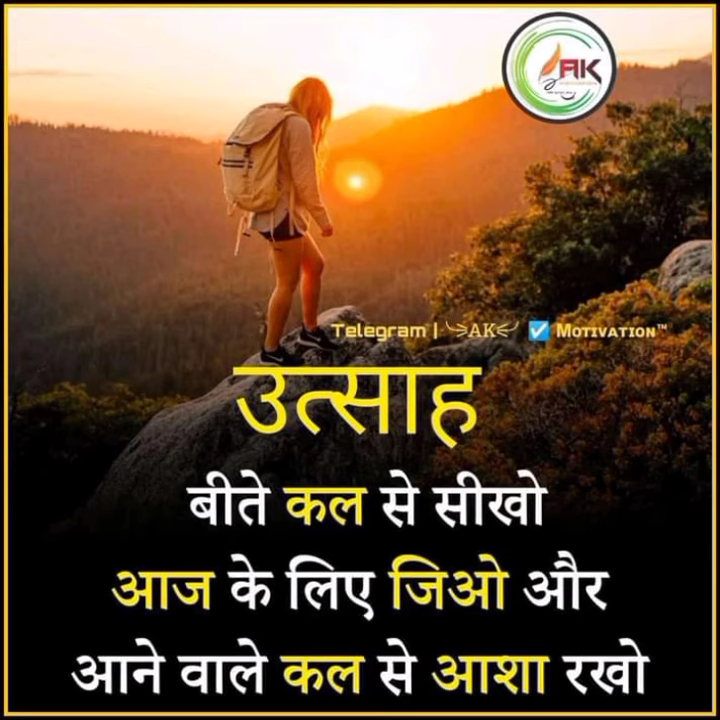 AK
Telegram | ⋺AK⋹ ☑ MOTIVATION™
उत्साह
बीते कल से सीखो
आज के लिए जिओ और
आने वाले कल से आशा रखो